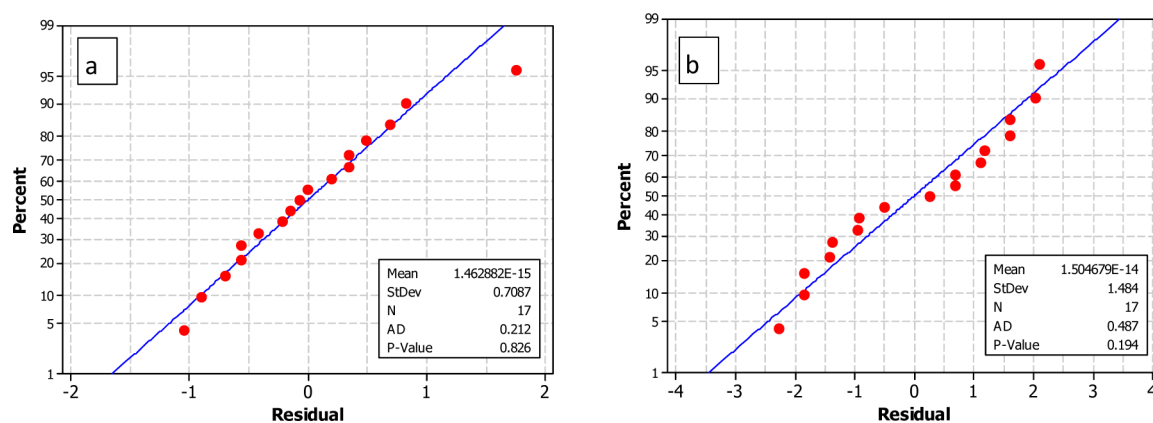 a
99
95
90
80
70
60
50
40
30
20
10
5
1
Percent
-2
-1
0
1
2
Residual
Mean 1.462882E-15
StDev 0.7087
N 17
AD 0.212
P-Value 0.826
b
99
95
90
80
70
60
50
40
30
20
10
5
1
Percent
-4
-3
-2
-1
0
1
2
3
4
Residual
Mean 1.504679E-14
StDev 1.484
N 17
AD 0.487
P-Value 0.194